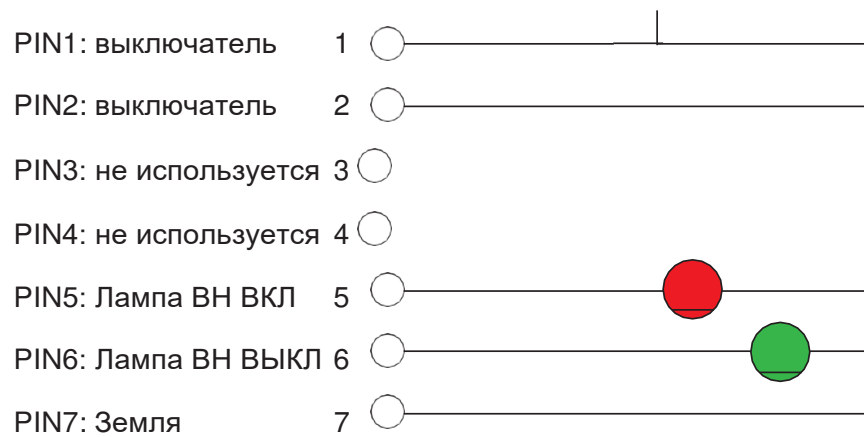 PIN1: выключатель 1
PIN2: выключатель 2
PIN3: не используется 3
PIN4: не используется 4
PIN5: Лампа ВН ВКЛ 5
PIN6: Лампа ВН ВЫКЛ 6
PIN7: Земля 7